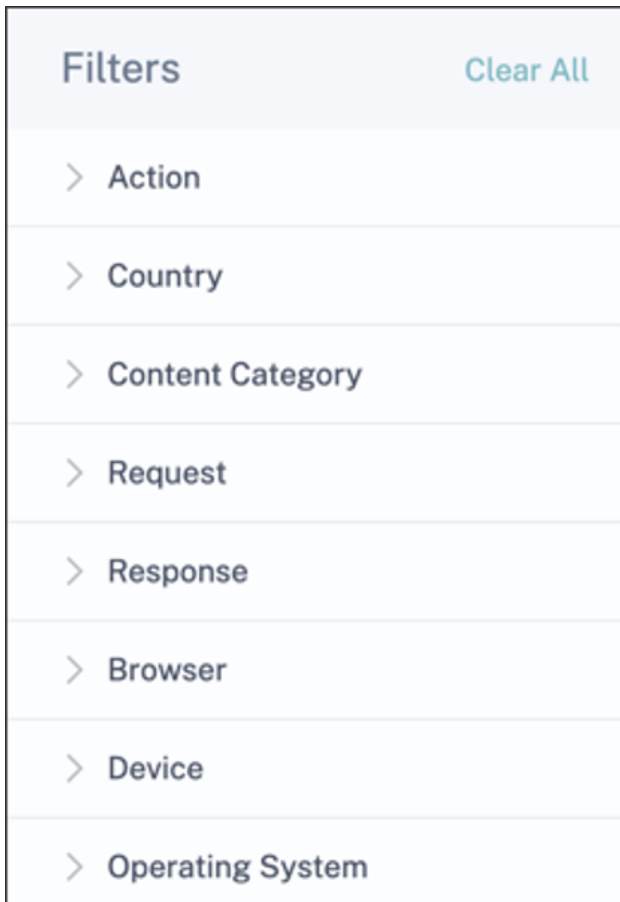 Filters Clear All
Action
Country
Content Category
Request
Response
Browser
Device
Operating System